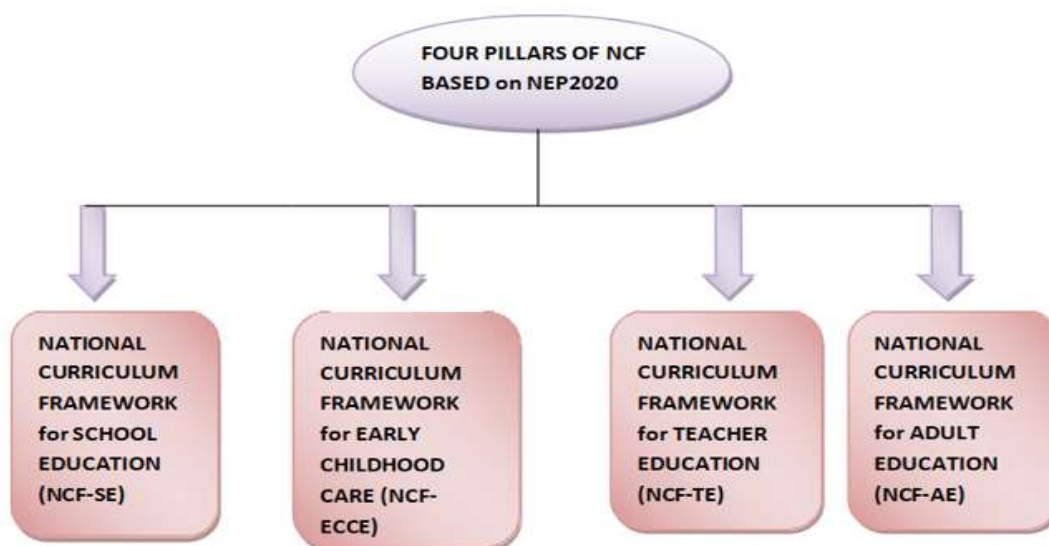 FOUR PILLARS OF NCF
BASED on NEP2020
NATIONAL
CURRICULUM
FRAMEWORK
for SCHOOL
EDUCATION
(NCF-SE)
NATIONAL
CURRICULUM
FRAMEWORK
for EARLY
CHILDHOOD
CARE (NCF-
ECCE)
NATIONAL
CURRICULUM
FRAMEWORK
for TEACHER
EDUCATION
(NCF-TE)
NATIONAL
CURRICULUM
FRAMEWORK
for ADULT
EDUCATION
(NCF-AE)